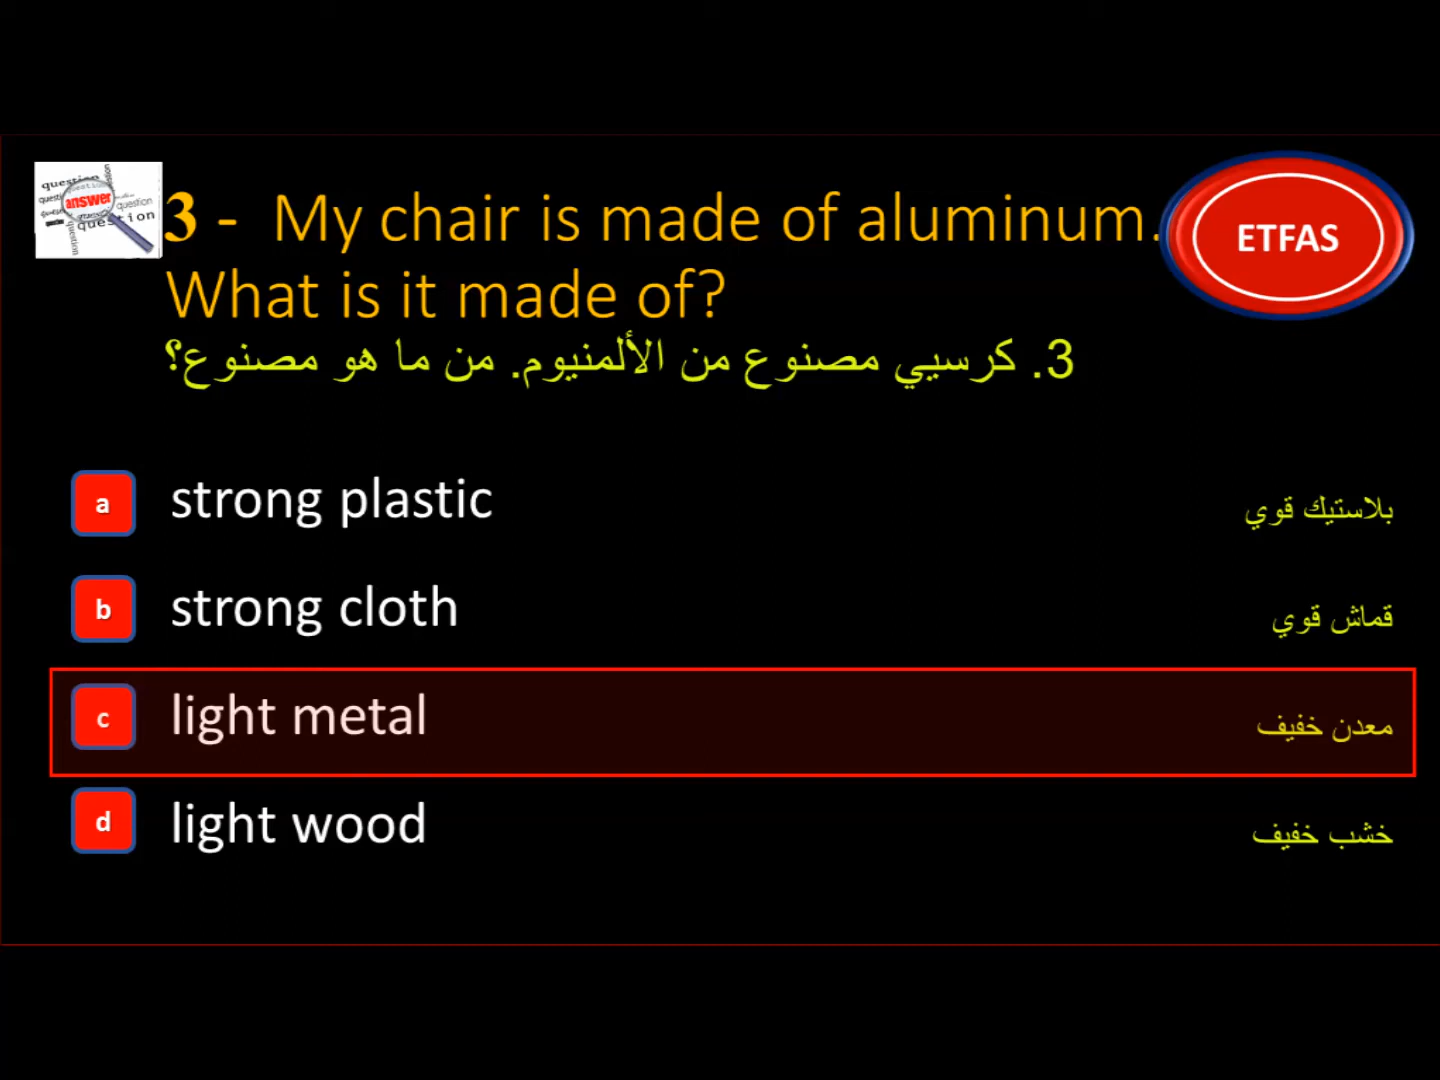 3 - My chair is made of aluminum.
What is it made of?
3. كرسيي مصنوع من الألمنيوم. من ما هو مصنوع؟
ETFAS
answer
question
a strong plastic بلاستيك قوي
b strong cloth قماش قوي
c light metal معدن خفيف
d light wood خشب خفيف